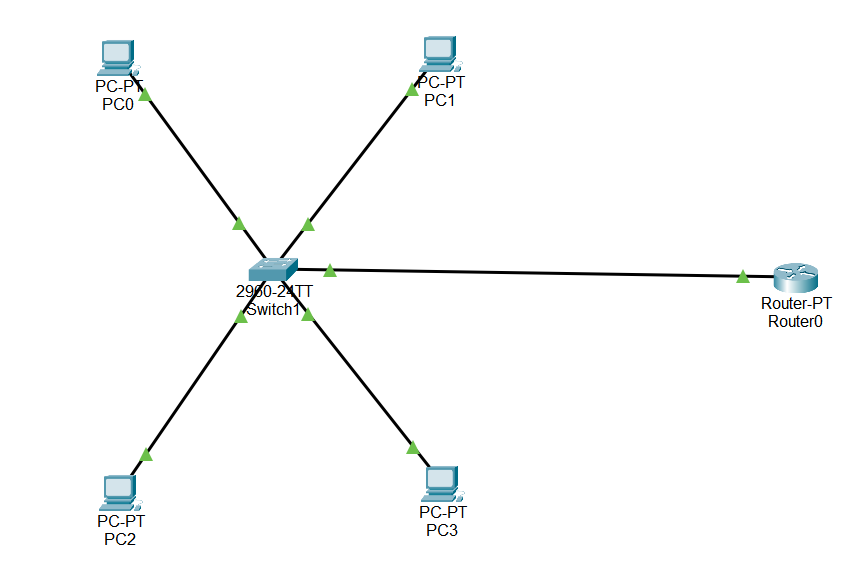 PC-PT
PC0
PC-PT
PC1
2960-24TT
Switch1
Router-PT
Router0
PC-PT
PC2
PC-PT
PC3